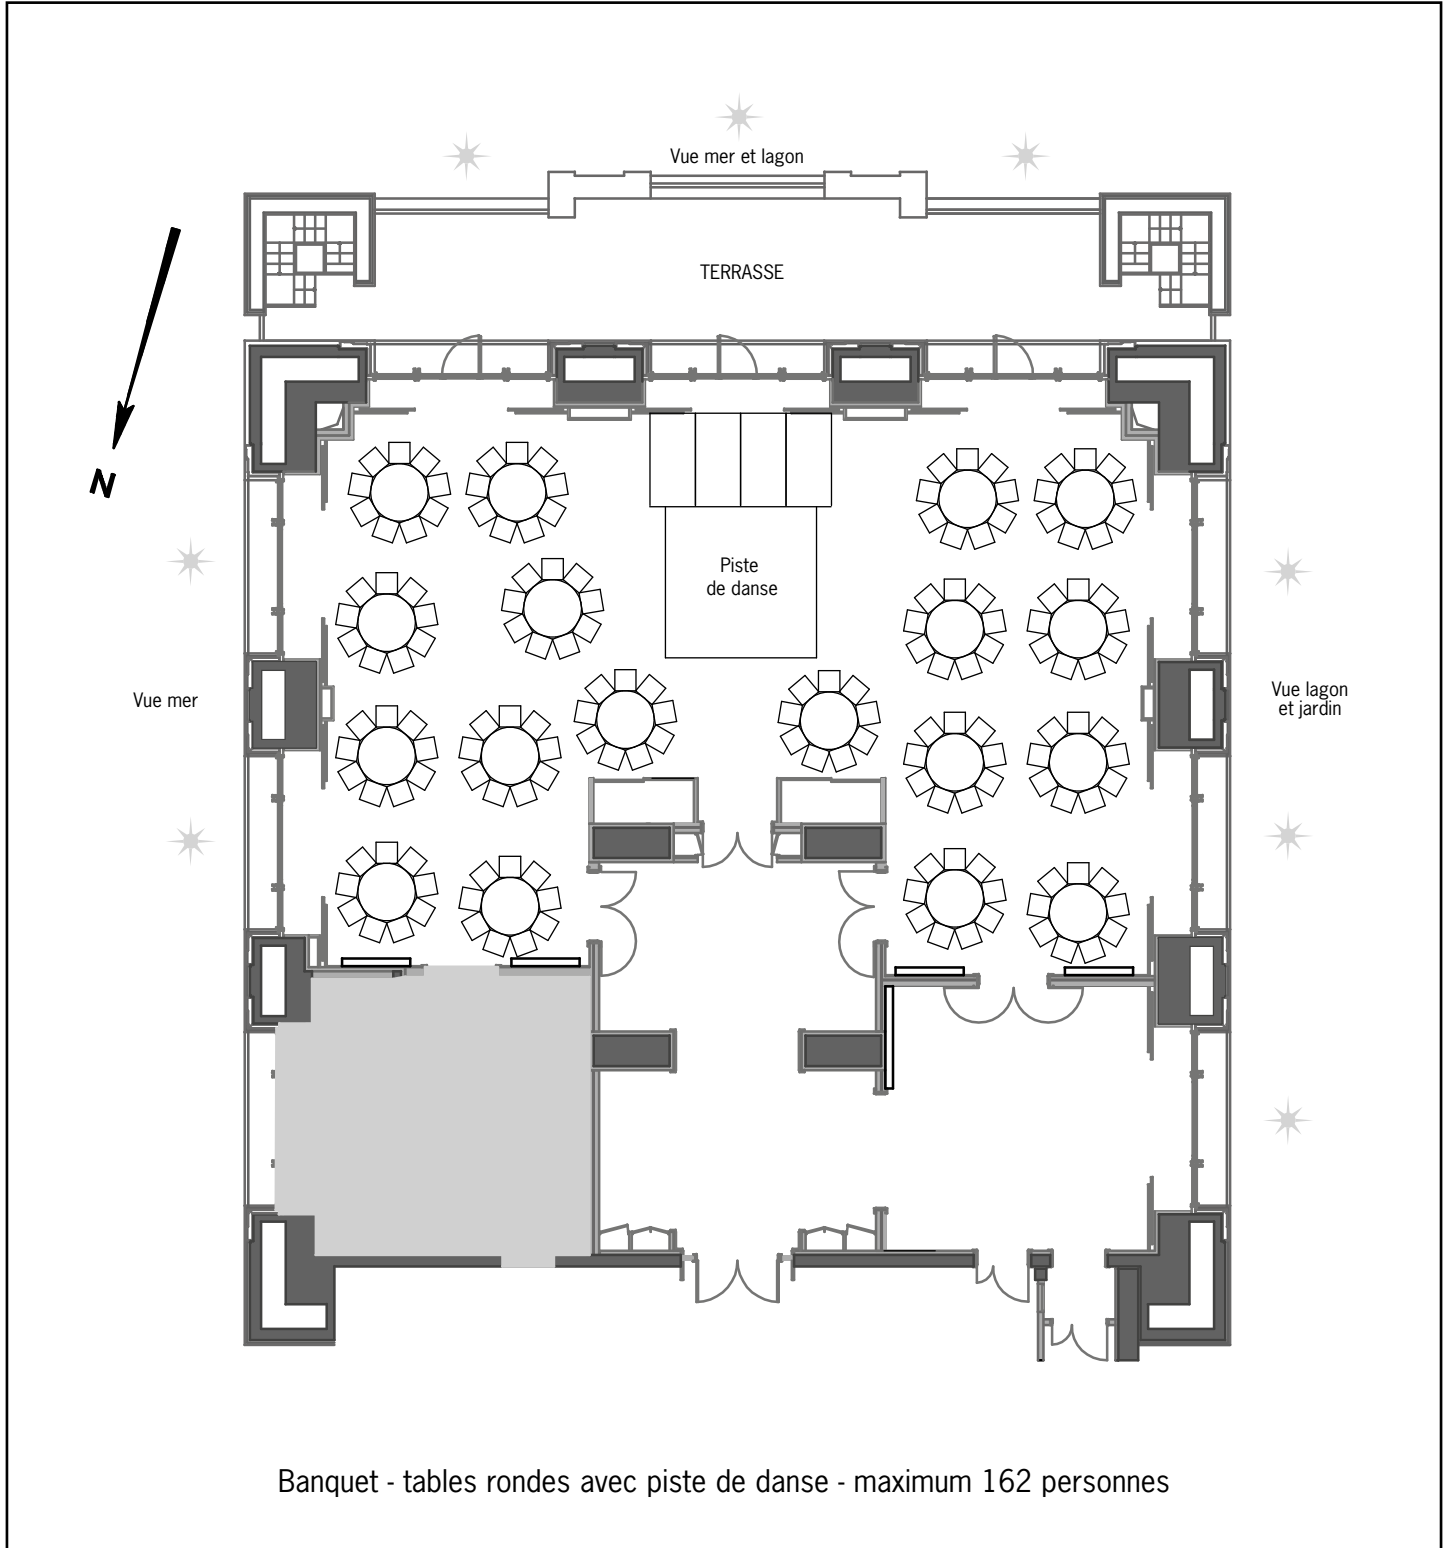 Vue mer et lagon
TERRASSE
N
Piste
de danse
Vue mer
Vue lagon
et jardin
Banquet - tables rondes avec piste de danse - maximum 162 personnes